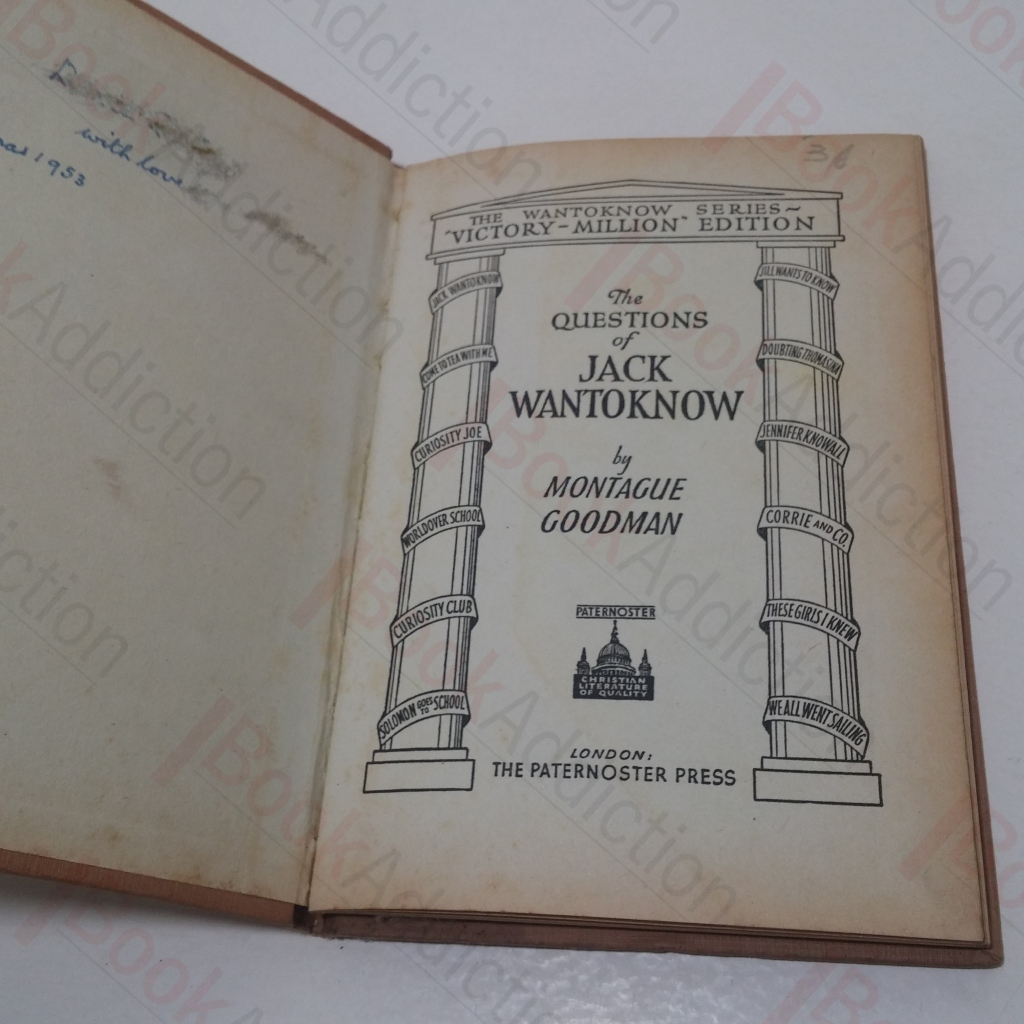 with love
1953
36
THE WANTOKNOW SERIES~
"VICTORY-MILLION" EDITION
JACK WANTOKNOW
COME TO TEA WITH ME
CURIOSITY JOE
WORLDOVER SCHOOL
CURIOSITY CLUB
SOLOMON GOES TO SCHOOL
The
QUESTIONS
of
JACK
WANTOKNOW
by
MONTAGUE
GOODMAN
PATERNOSTER
CHRISTIAN
LITERATURE
OF QUALITY
LONDON:
THE PATERNOSTER PRESS
JILL WANTS TO KNOW
DOUBTING THOMASINA
JENNIFER KNOWALL
CORRIE AND CO.
THESE GIRLS I KNEW
WE ALL WENT SAILING
BookAddiction